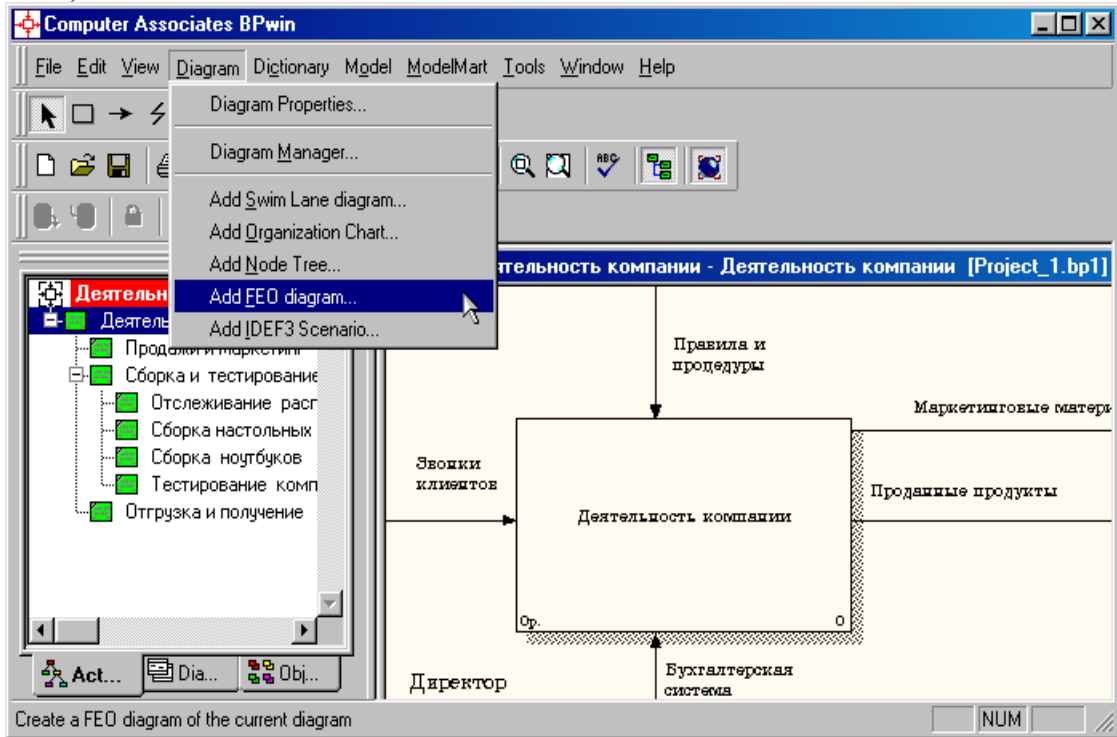 Computer Associates BPwin
File Edit View Diagram Dictionary Model ModelMart Tools Window Help
Diagram Properties...
Diagram Manager...
Add Swim Lane diagram...
Add Organization Chart...
Add Node Tree...
Add FEO diagram...
Add IDEF3 Scenario...
ABC
ятельность компании - Деятельность компании [Project_1.bp1]
Деятельн
Деятель
Продажи и маркетинг
Сборка и тестирование
Отслеживание расп
Сборка настольных
Сборка ноутбуков
Тестирование комп
Отгрузка и получение
Act... Dia... Obj...
Правила и
процедуры
Маркетинговые матери
Звонки
клиентов
Деятельность компании
Проданные продукты
0р. 0
Директор
Бухгалтерская
система
Create a FEO diagram of the current diagram
NUM